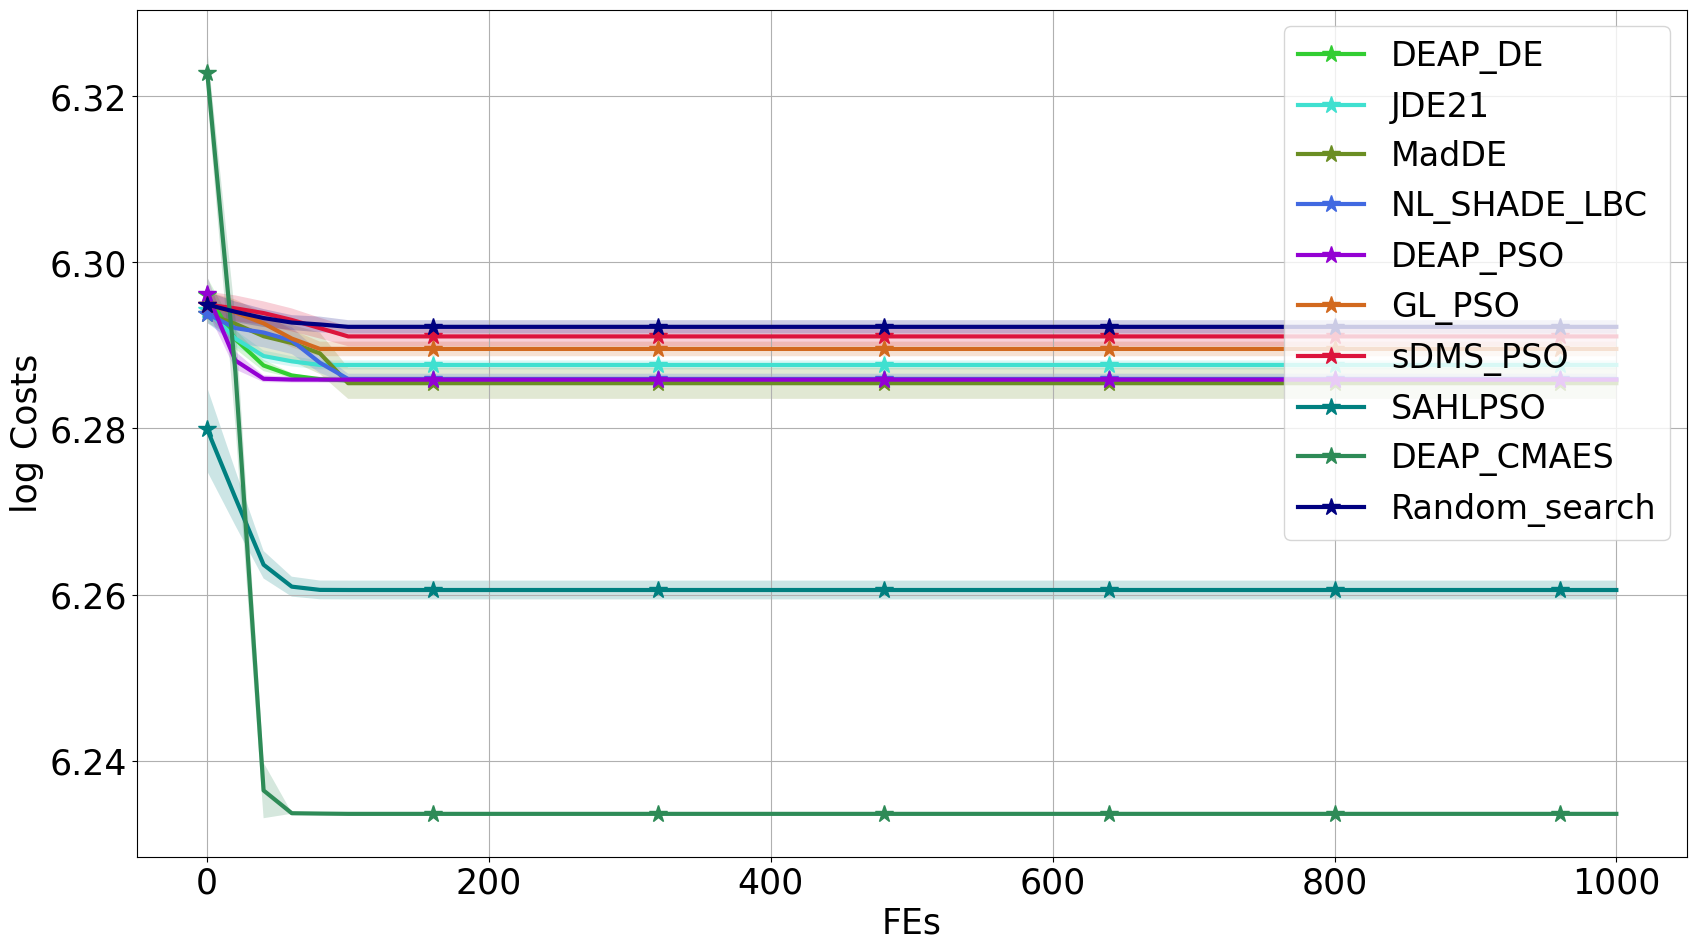 6.32
6.30
6.28
6.26
6.24
log Costs
0 200 400 600 800 1000
FEs
DEAP_DE
JDE21
MadDE
NL_SHADE_LBC
DEAP_PSO
GL_PSO
sDMS_PSO
SAHLPSO
DEAP_CMAES
Random_search